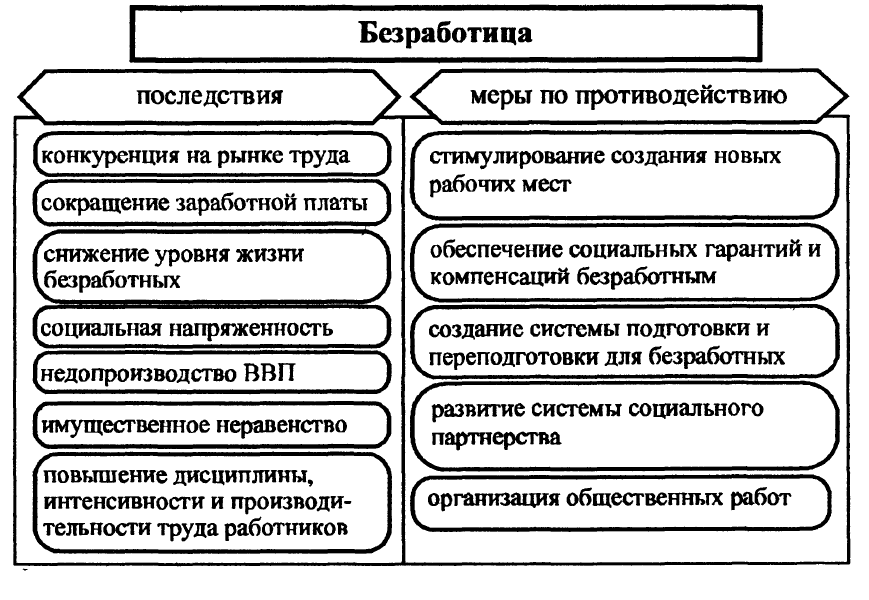 Безработица
последствия
конкуренция на рынке труда
сокращение заработной платы
снижение уровня жизни
безработных
социальная напряженность
недопроизводство ВВП
имущественное неравенство
повышение дисциплины,
интенсивности и производи-
тельности труда работников
меры по противодействию
стимулирование создания новых
рабочих мест
обеспечение социальных гарантий и
компенсаций безработным
создание системы подготовки и
переподготовки для безработных
развитие системы социального
партнерства
организация общественных работ